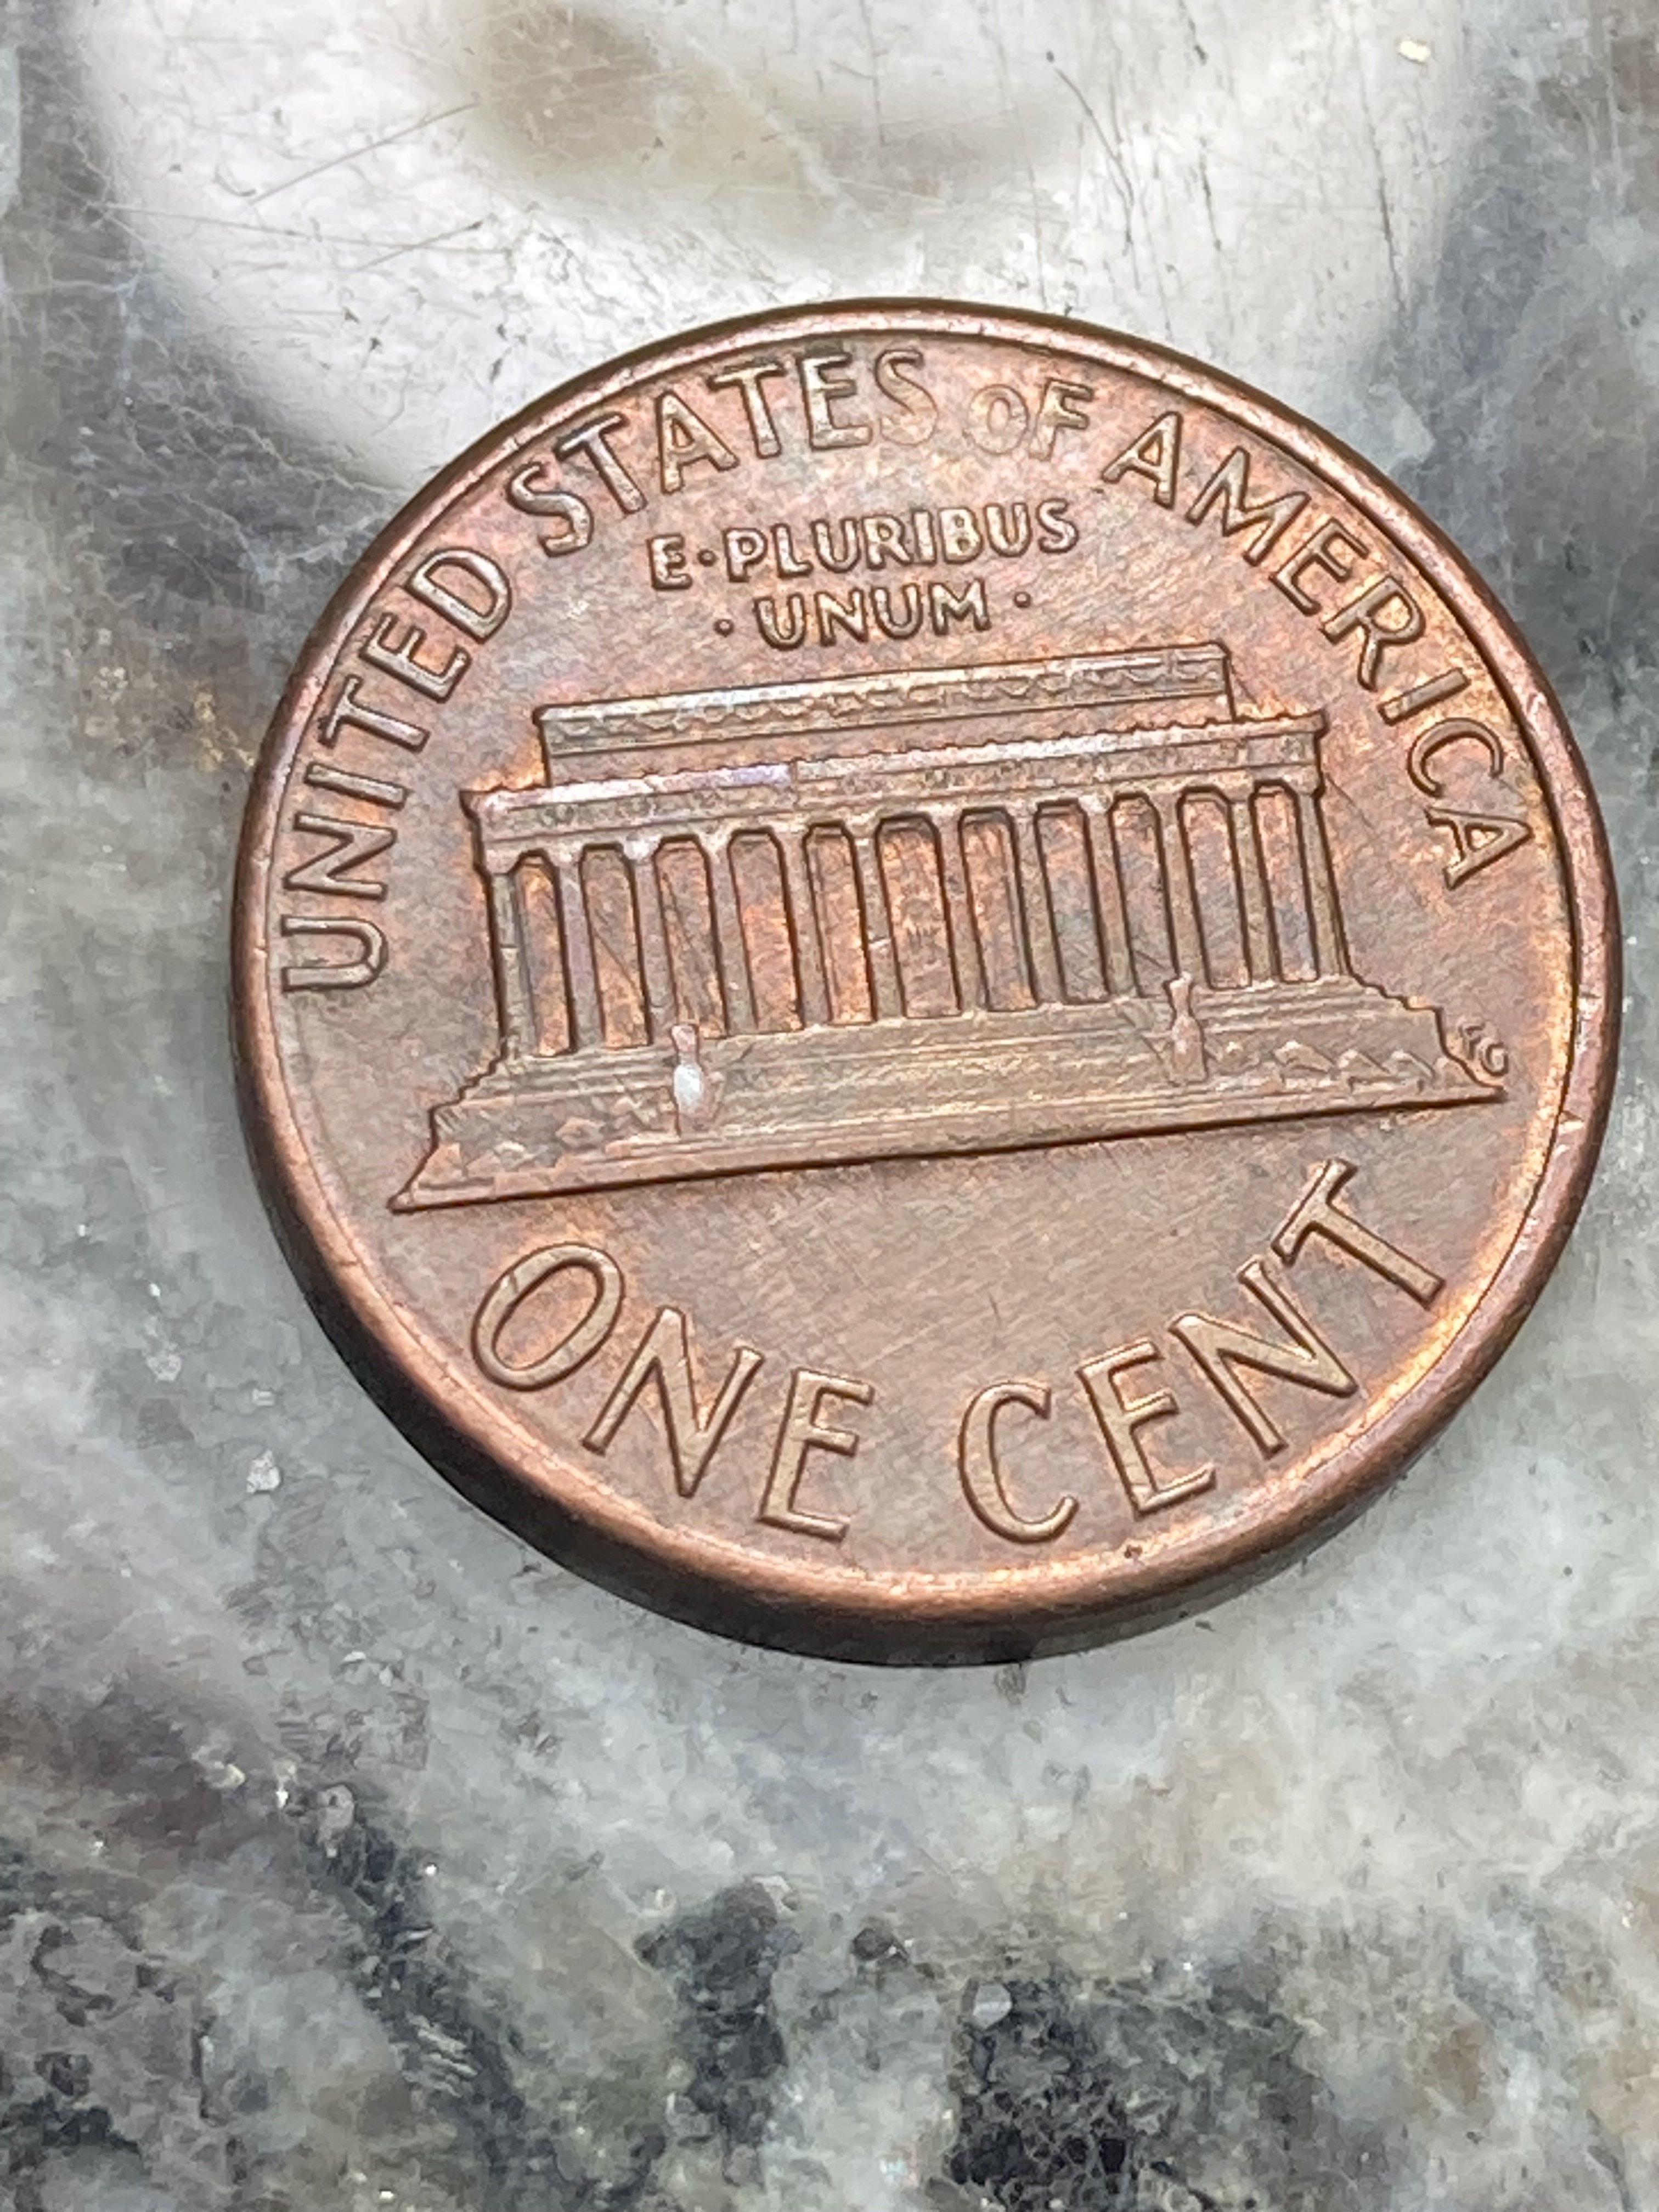 UNITED STATES OF AMERICA
E·PLURIBUS
·UNUM·
FG
ONE CENT